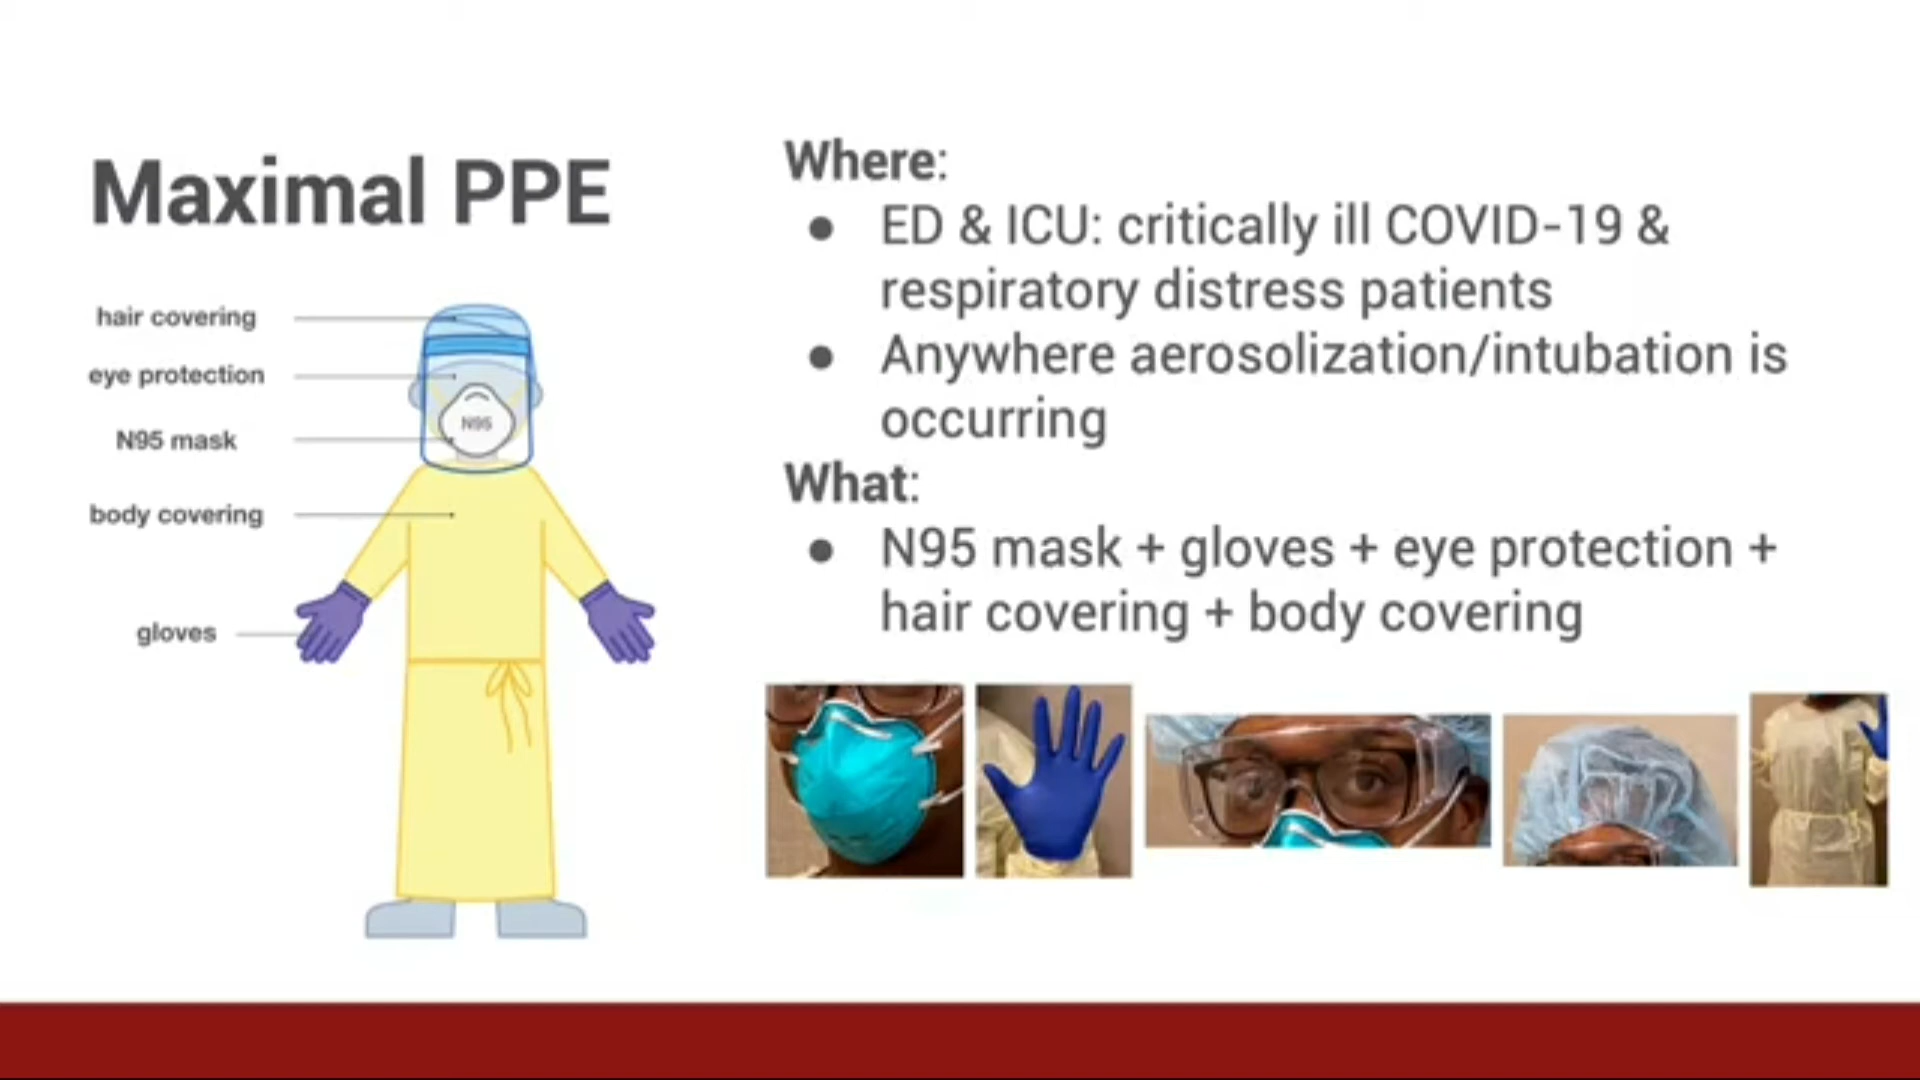 Maximal PPE
hair covering
eye protection
N95 mask
N95
body covering
gloves
Where:
● ED & ICU: critically ill COVID-19 &
respiratory distress patients
● Anywhere aerosolization/intubation is
occurring
What:
● N95 mask + gloves + eye protection +
hair covering + body covering